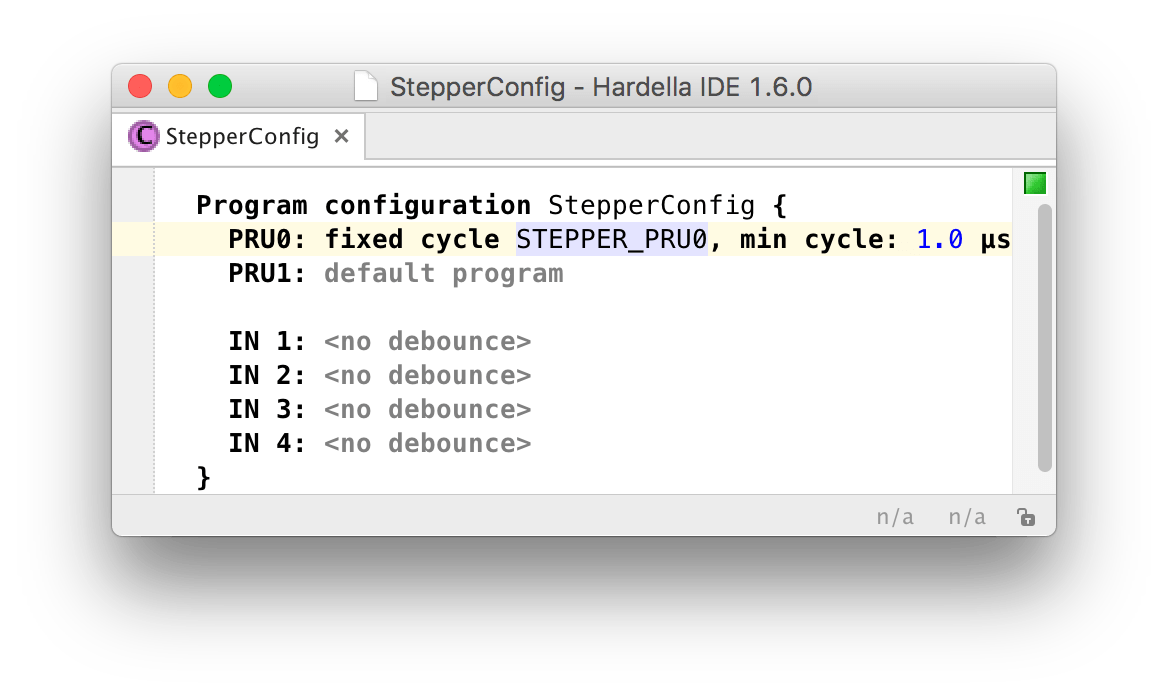 StepperConfig - Hardella IDE 1.6.0
C StepperConfig ×
Program configuration StepperConfig {
PRU0: fixed cycle STEPPER_PRU0, min cycle: 1.0 µs
PRU1: default program
IN 1: <no debounce>
IN 2: <no debounce>
IN 3: <no debounce>
IN 4: <no debounce>
}
n/a n/a